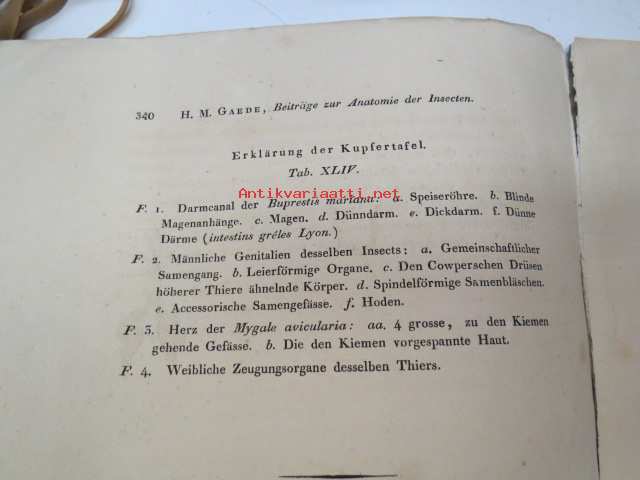 340 H. M. GAEDE, Beiträge zur Anatomie der Insecten.
Erklärung der Kupfertafel.
Tab. XLIV.
Antikvariaatti.net
F. 1. Darmcanal der Buprestis mariana: a. Speiseröhre. b. Blinde
Magenanhänge. c. Magen. d. Dünndarm. e. Dickdarm. f. Dünne
Därme (intestins gréles Lyon.)
F. 2. Männliche Genitalien desselben Insects: a. Gemeinschaftlicher
Samengang. b. Leierförmige Organe. c. Den Cowperschen Drüsen
höherer Thiere ähnelnde Körper. d. Spindelförmige Samenbläschen.
e. Accessorische Samengefässe. f. Hoden.
F. 3. Herz der Mygale avicularia: aa. 4 grosse, zu den Kiemen
gehende Gefässe. b. Die den Kiemen vorgespannte Haut.
F. 4. Weibliche Zeugungsorgane desselben Thiers.